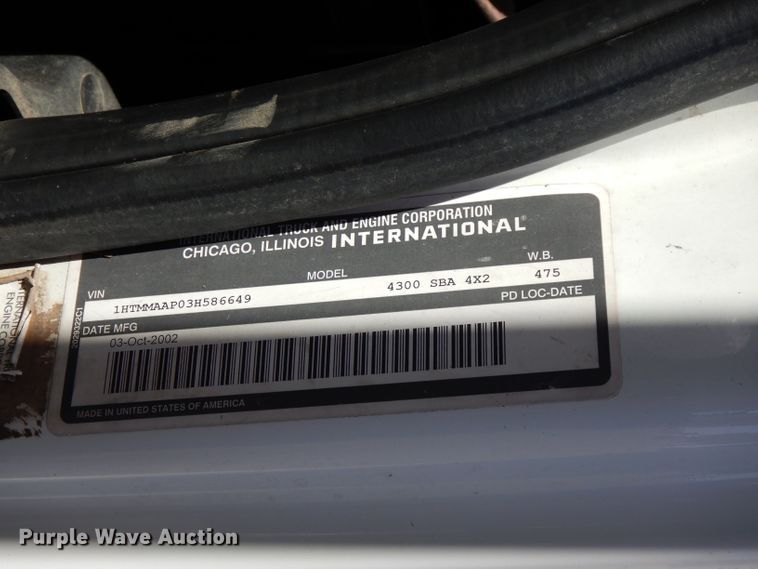 INTERNATIONAL TRUCK AND ENGINE CORPORATION
CHICAGO, ILLINOIS INTERNATIONAL®
VIN MODEL W.B.
1HTMMAAP03H586649 4300 SBA 4X2 475
DATE MFG PD LOC-DATE
03-Oct-2002
MADE IN UNITED STATES OF AMERICA
2029322C1
Purple Wave Auction